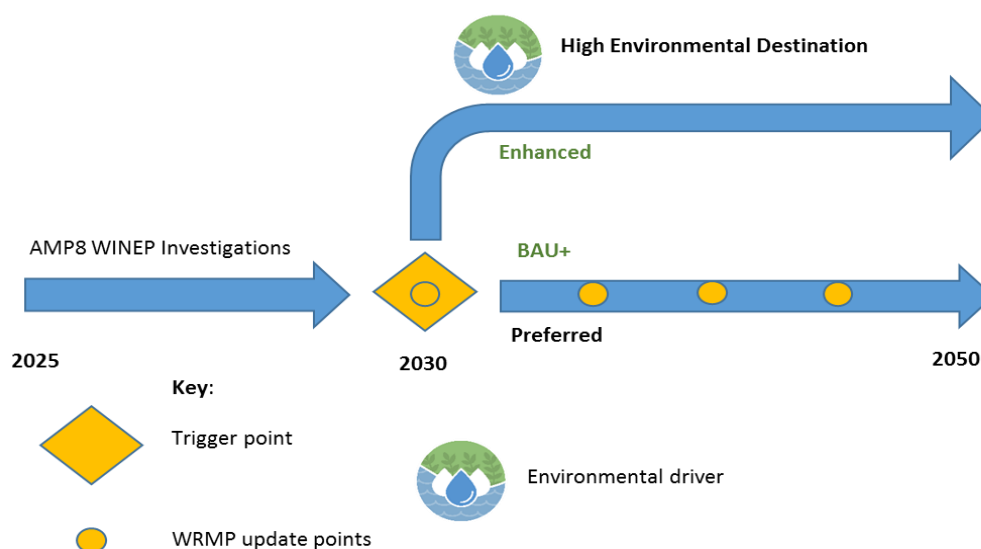 High Environmental Destination
Enhanced
AMP8 WINEP Investigations
BAU+
Preferred
2025
2030
2050
Key:
Trigger point
Environmental driver
WRMP update points